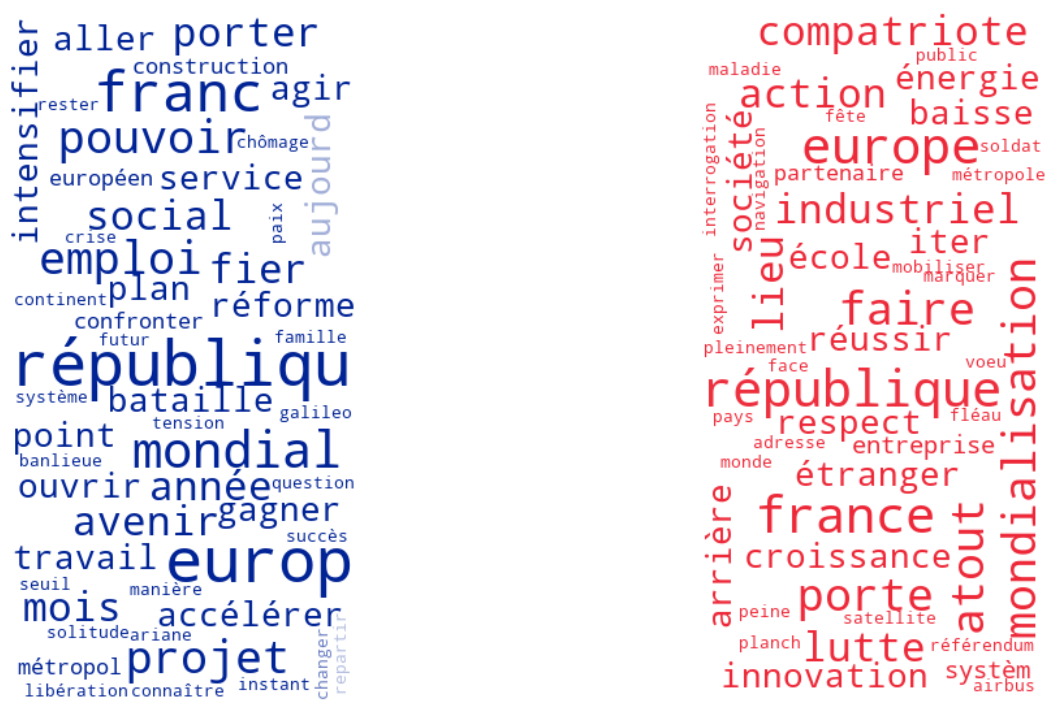 intensifier
aller
porter
construction
rester
franc
agir
pouvoir
chômage
aujourd
européen
service
social
paix
crise
emploi
fier
continent
plan
réforme
confronter
futur
famille
républiqu
système
bataille
galileo
tension
point
mondial
banlieue
ouvrir
année
question
avenir
gagner
succès
travail
europ
seuil
manière
mois
accélérer
solitude
ariane
changer
repartir
métropol
projet
libération
connaître
instant
compatriote
public
maladie
énergie
action
baisse
fête
interrogation
société
navigation
europe
soldat
partenaire
métropole
industriel
iter
école
mobiliser
marquer
exprimer
lieu
faire
mondialisation
pleinement
réussir
face
voeu
république
pays
respect
fléau
adresse
entreprise
monde
étranger
arrière
france
atout
croissance
porte
peine
satellite
planch
lutte
référendum
innovation
systèm
airbus